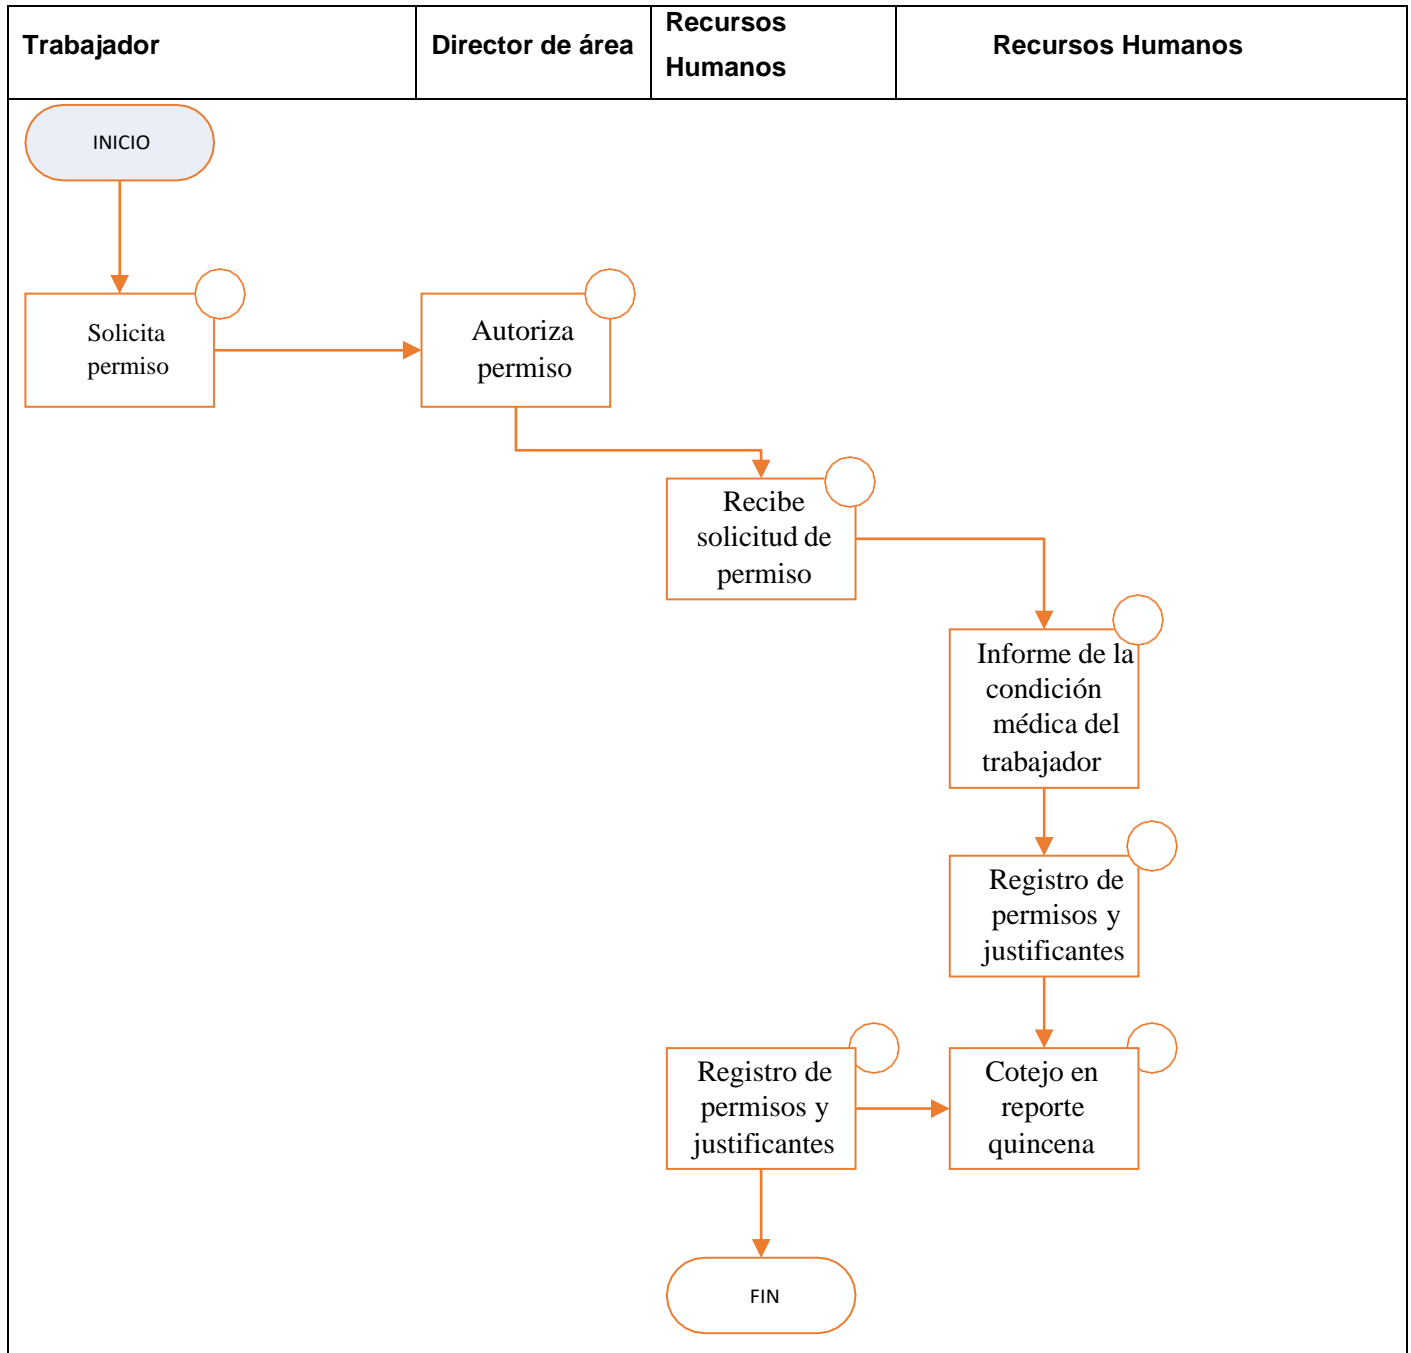 Trabajador
Director de área
Recursos
Humanos
Recursos Humanos
INICIO
Solicita
permiso
Autoriza
permiso
Recibe
solicitud de
permiso
Informe de la
condición
médica del
trabajador
Registro de
permisos y
justificantes
Registro de
permisos y
justificantes
Cotejo en
reporte
quincena
FIN